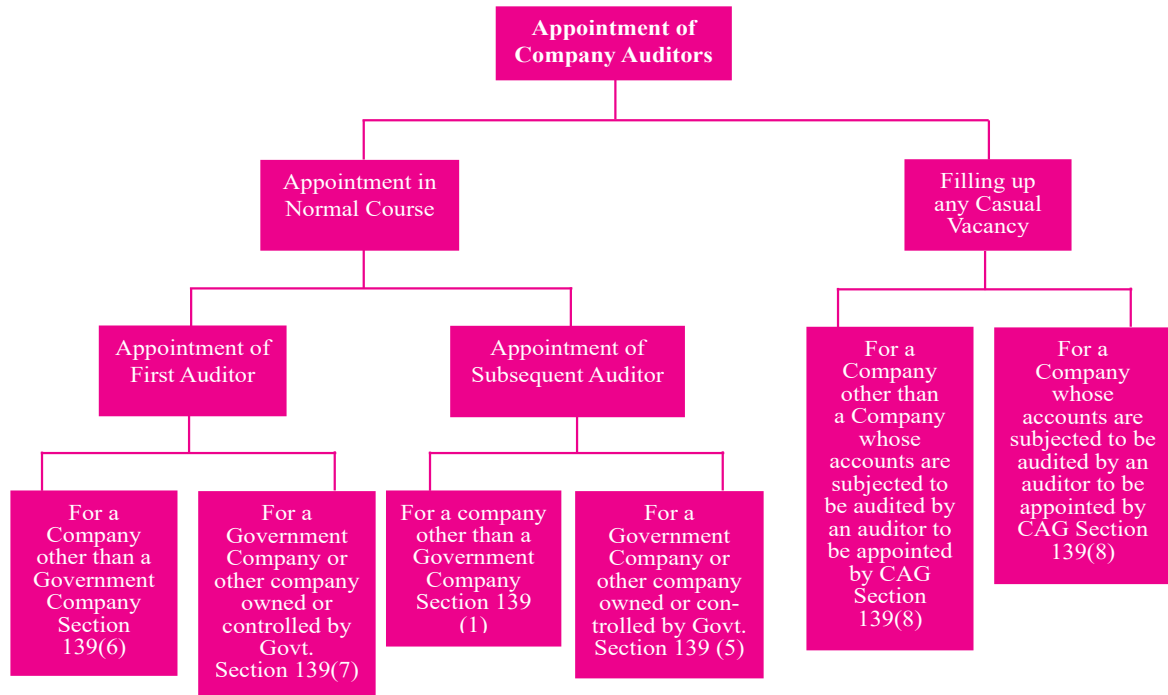 Appointment of
Company Auditors
Appointment in
Normal Course
Filling up
any Casual
Vacancy
Appointment of
First Auditor
Appointment of
Subsequent Auditor
For a
Company
other than
a Company
whose
accounts are
subjected to
be audited by
an auditor to
be appointed
by CAG
Section
139(8)
For a
Company
whose
accounts are
subjected to be
audited by an
auditor to be
appointed by
CAG Section
139(8)
For a
Company
other than a
Government
Company
Section
139(6)
For a
Government
Company or
other company
owned or
controlled by
Govt.
Section 139(7)
For a company
other than a
Government
Company
Section 139
(1)
For a
Government
Company or
other company
owned or con-
trolled by Govt.
Section 139 (5)